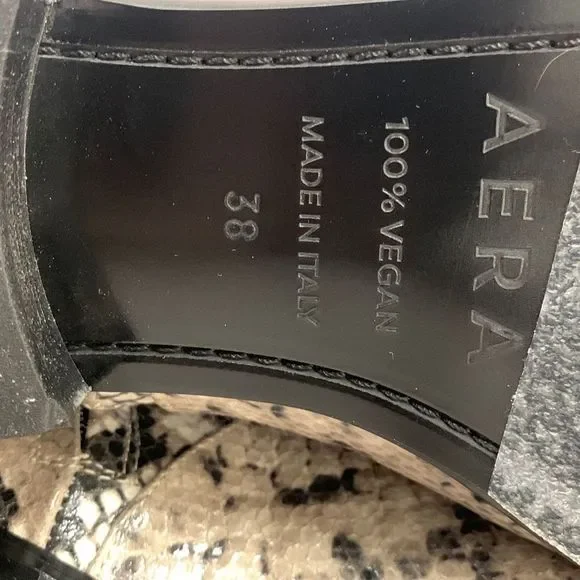 AERA
100% VEGAN
MADE IN ITALY
38